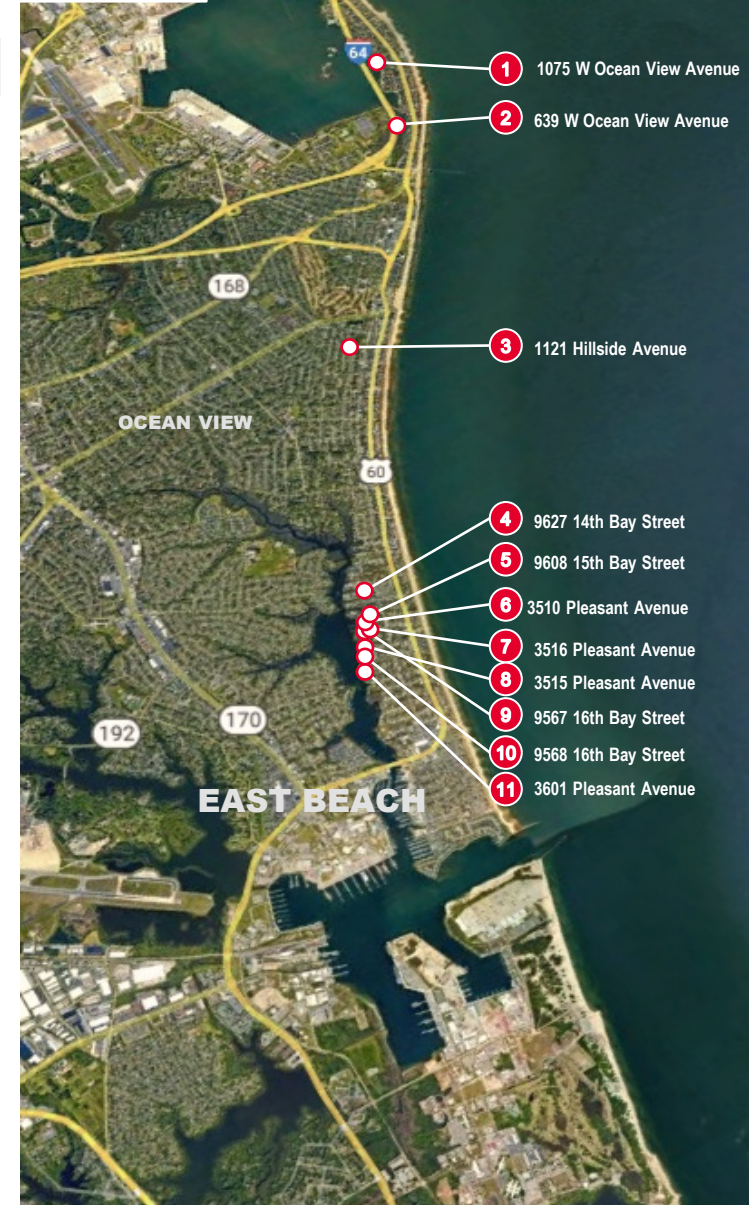 64
1 1075 W Ocean View Avenue
2 639 W Ocean View Avenue
168
3 1121 Hillside Avenue
OCEAN VIEW
60
4 9627 14th Bay Street
5 9608 15th Bay Street
6 3510 Pleasant Avenue
7 3516 Pleasant Avenue
8 3515 Pleasant Avenue
9 9567 16th Bay Street
170
192
10 9568 16th Bay Street
11 3601 Pleasant Avenue
EAST BEACH